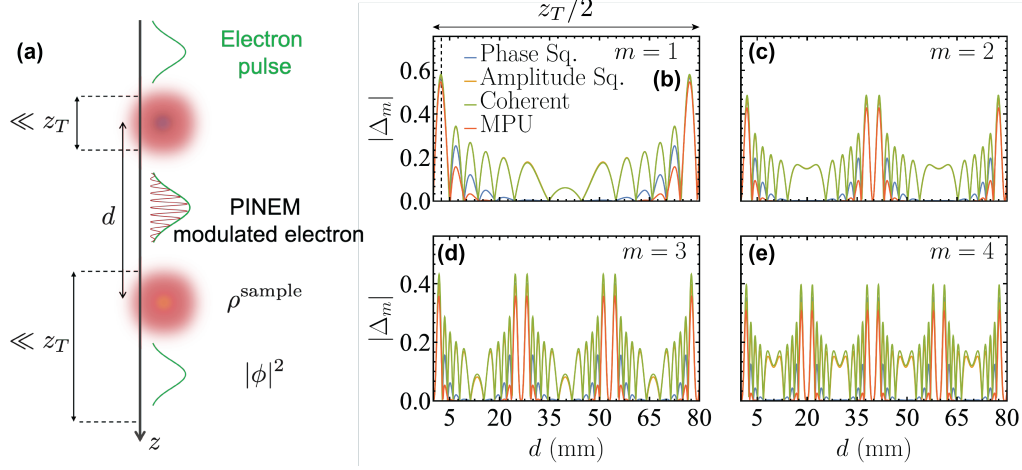 (a)
Electron
pulse
≪ z_T
d
PINEM
modulated electron
ρ^sample
≪ z_T
|ϕ|²
z
z_T/2
m = 1
Phase Sq.
(b)
Amplitude Sq.
Coherent
MPU
|Δ_m|
0.6
0.4
0.2
0.0
(c)
m = 2
(d)
m = 3
|Δ_m|
0.4
0.2
0.0
5 20 35 50 65 80
d (mm)
(e)
m = 4
5 20 35 50 65 80
d (mm)